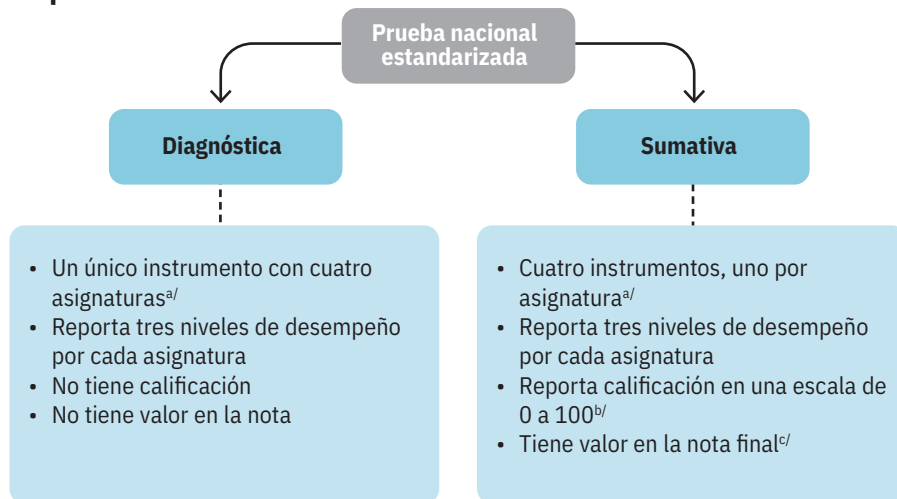 Prueba nacional
estandarizada
Diagnóstica
Sumativa
• Un único instrumento con cuatro
asignaturasa/
• Reporta tres niveles de desempeño
por cada asignatura
• No tiene calificación
• No tiene valor en la nota
• Cuatro instrumentos, uno por
asignaturaa/
• Reporta tres niveles de desempeño
por cada asignatura
• Reporta calificación en una escala de
0 a 100b/
• Tiene valor en la nota finalc/